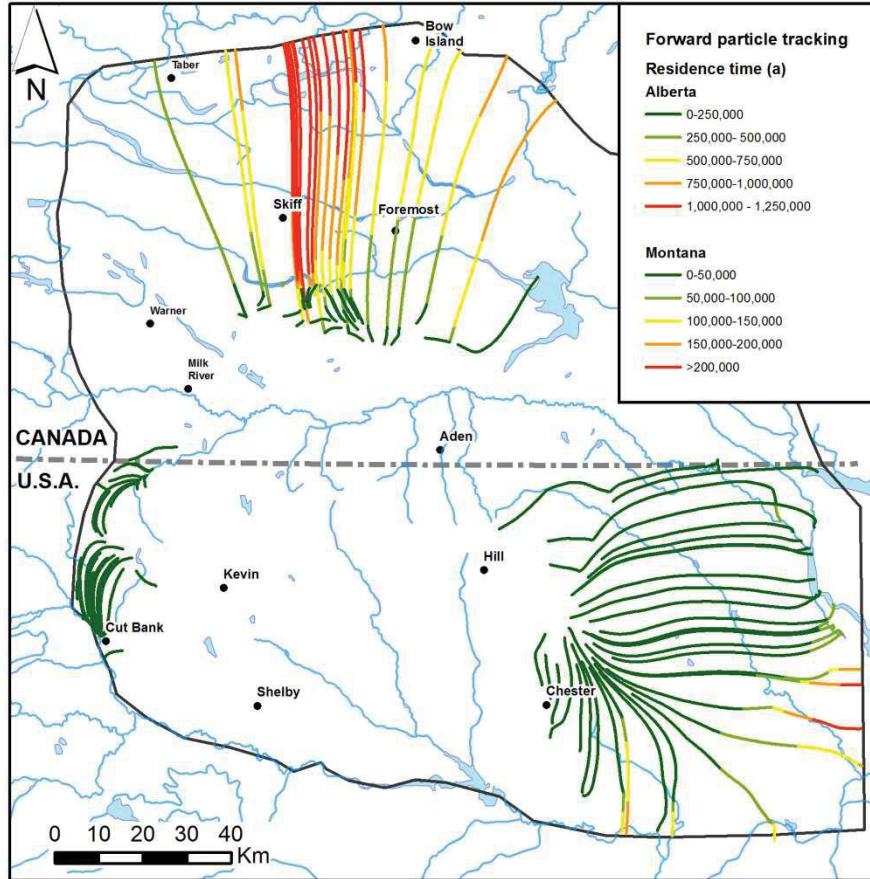 N
Taber
Bow
Island
Skiff
Foremost
Warner
Milk
River
CANADA
U.S.A.
Aden
Hill
Kevin
Cut Bank
Shelby
Chester
0 10 20 30 40
Km
Forward particle tracking
Residence time (a)
Alberta
0-250,000
250,000- 500,000
500,000-750,000
750,000-1,000,000
1,000,000 - 1,250,000
Montana
0-50,000
50,000-100,000
100,000-150,000
150,000-200,000
>200,000